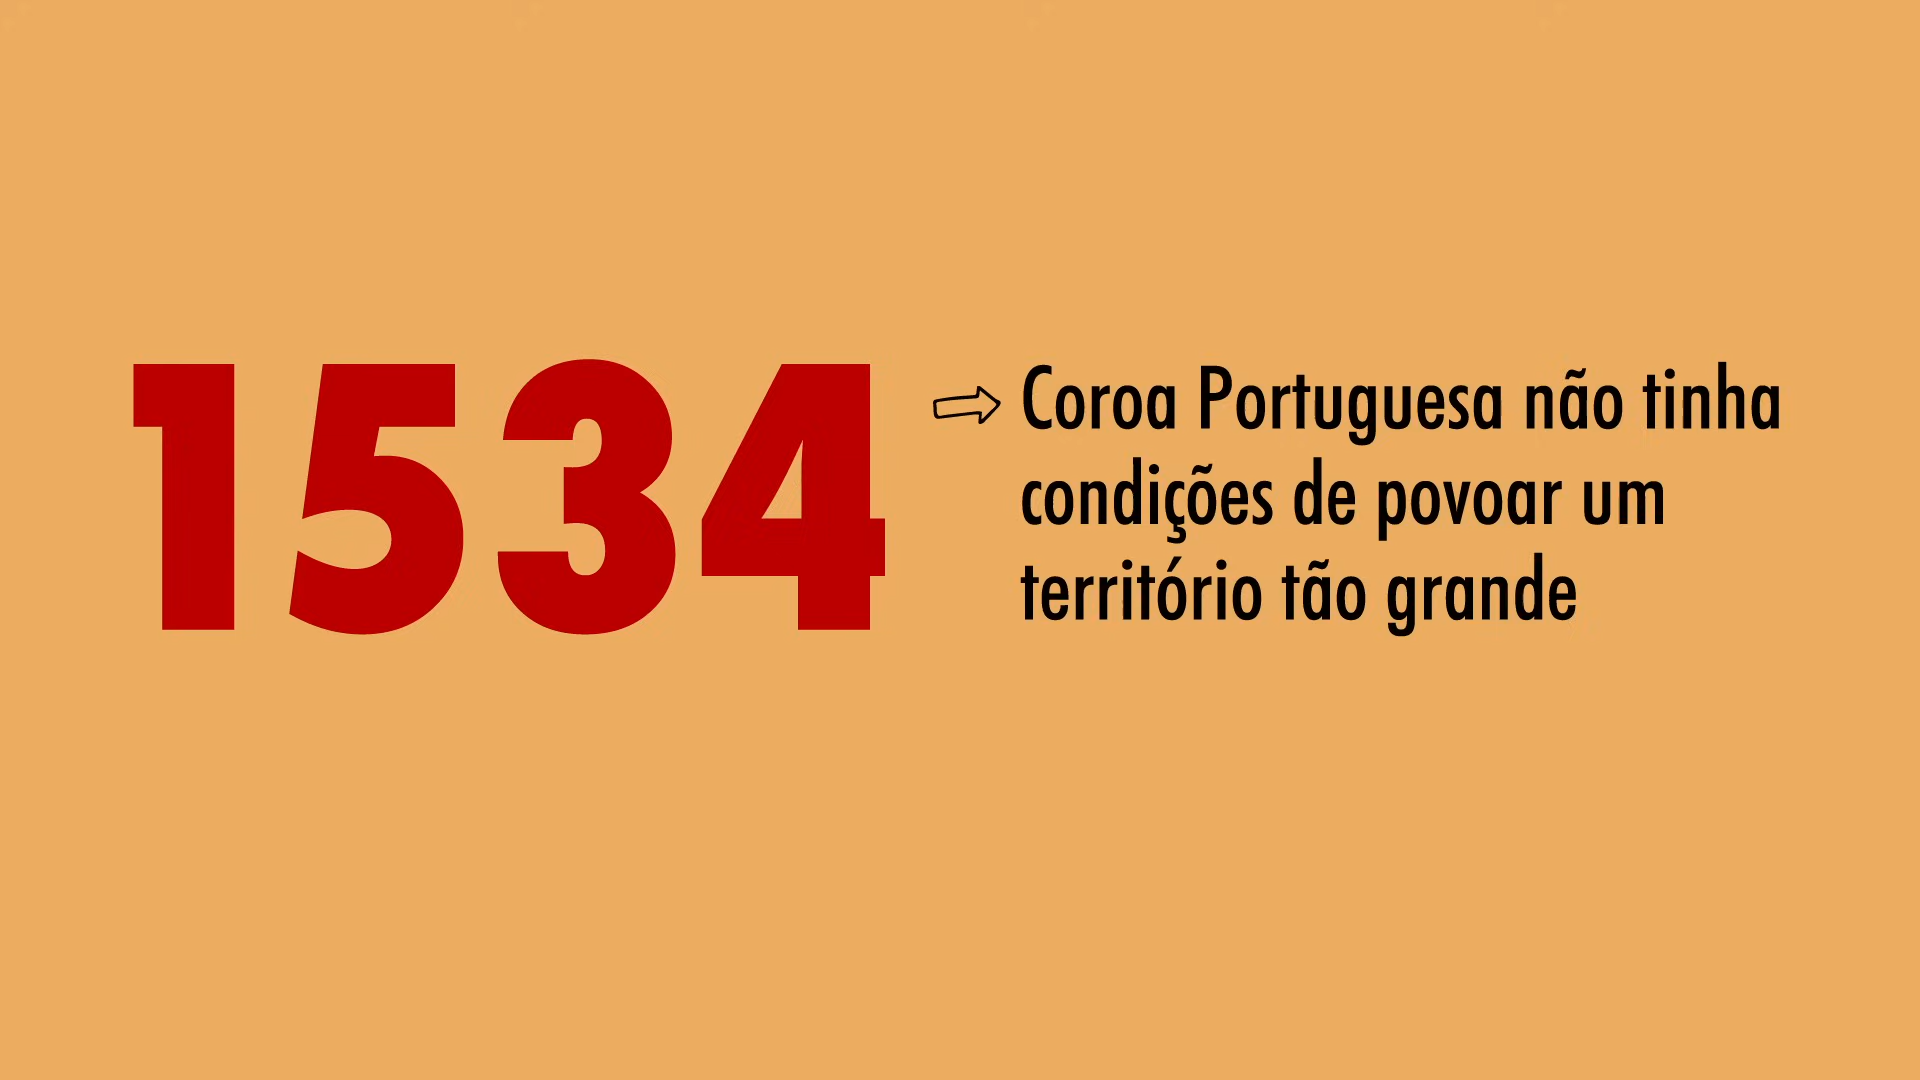 1534
Coroa Portuguesa não tinha
condições de povoar um
território tão grande